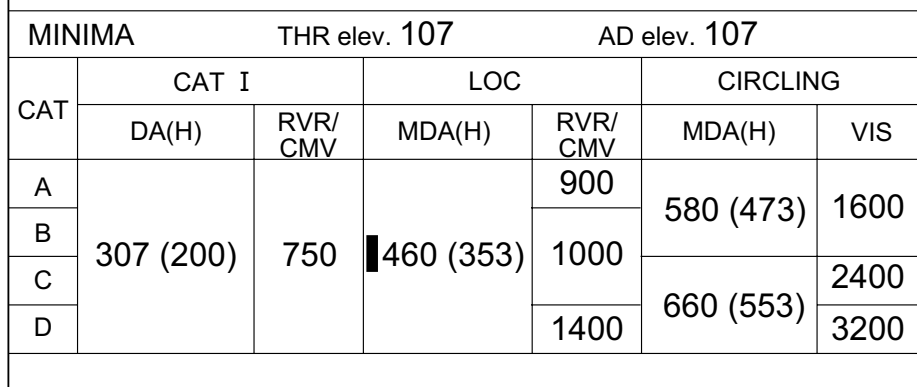 MINIMA THR elev. 107 AD elev. 107
CAT CAT I LOC CIRCLING
DA(H) RVR/CMV MDA(H) RVR/CMV MDA(H) VIS
A 307 (200) 750 460 (353) 900 580 (473) 1600
B 1000
C 660 (553) 2400
D 1400 3200